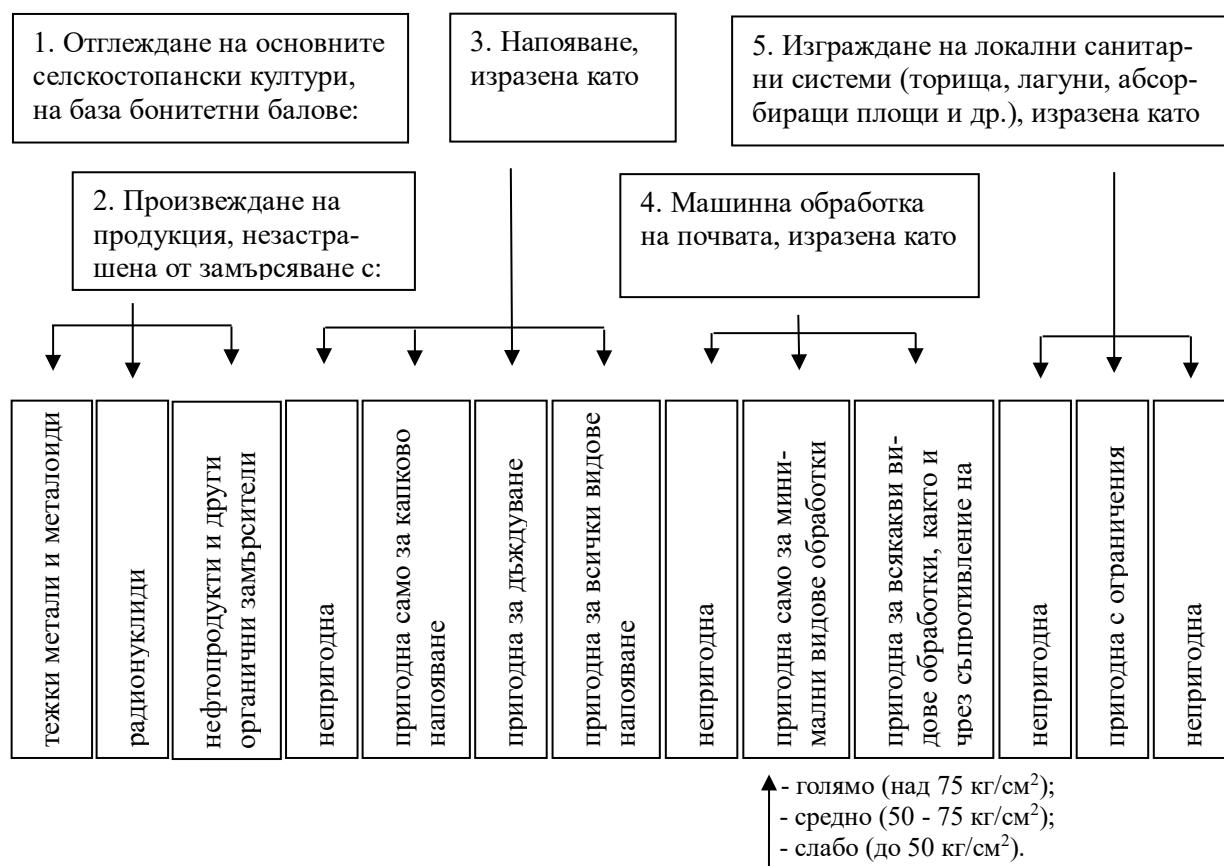 1. Отглеждане на основните
селскостопански култури,
на база бонитетни балове:
3. Напояване,
изразена като
5. Изграждане на локални санитар-
ни системи (торища, лагуни, абсор-
биращи площи и др.), изразена като
2. Произвеждане на
продукция, незастра-
шена от замърсяване с:
4. Машинна обработка
на почвата, изразена като
тежки метали и металоиди
радионуклиди
нефтопродукти и други
органични замърсители
непригодна
пригодна само за капково
напояване
пригодна за дъждуване
пригодна за всички видове
напояване
непригодна
пригодна само за мини-
мални видове обработки
пригодна за всякакви ви-
дове обработки, както и
чрез съпротивление на
непригодна
пригодна с ограничения
непригодна
- голямо (над 75 кг/см²);
- средно (50 - 75 кг/см²);
- слабо (до 50 кг/см²).